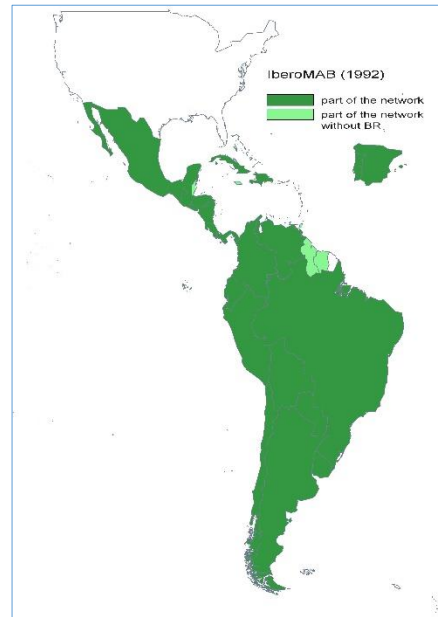 IberoMAB (1992)
part of the network
part of the network
without BR